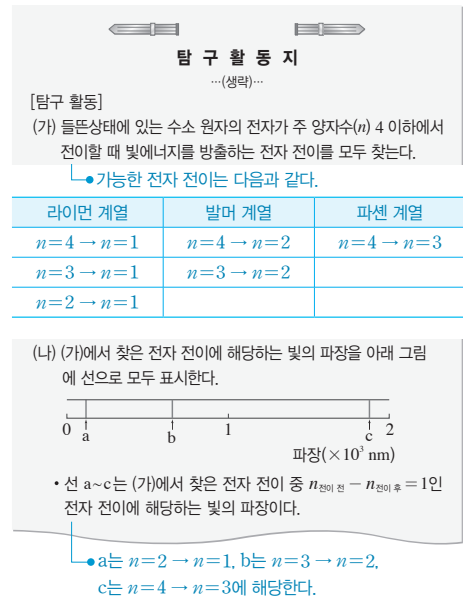 탐 구 활 동 지
…(생략)…
[탐구 활동]
(가) 들뜬상태에 있는 수소 원자의 전자가 주 양자수(n) 4 이하에서
전이할 때 빛에너지를 방출하는 전자 전이를 모두 찾는다.
가능한 전자 전이는 다음과 같다.
라이먼 계열 발머 계열 파셴 계열
n=4→n=1 n=4→n=2 n=4→n=3
n=3→n=1 n=3→n=2
n=2→n=1
(나) (가)에서 찾은 전자 전이에 해당하는 빛의 파장을 아래 그림
에 선으로 모두 표시한다.
0 a b 1 c 2
파장(×10³ nm)
• 선 a~c는 (가)에서 찾은 전자 전이 중 n전이 전 − n전이 후 = 1인
전자 전이에 해당하는 빛의 파장이다.
a는 n=2→n=1, b는 n=3→n=2,
c는 n=4→n=3에 해당한다.